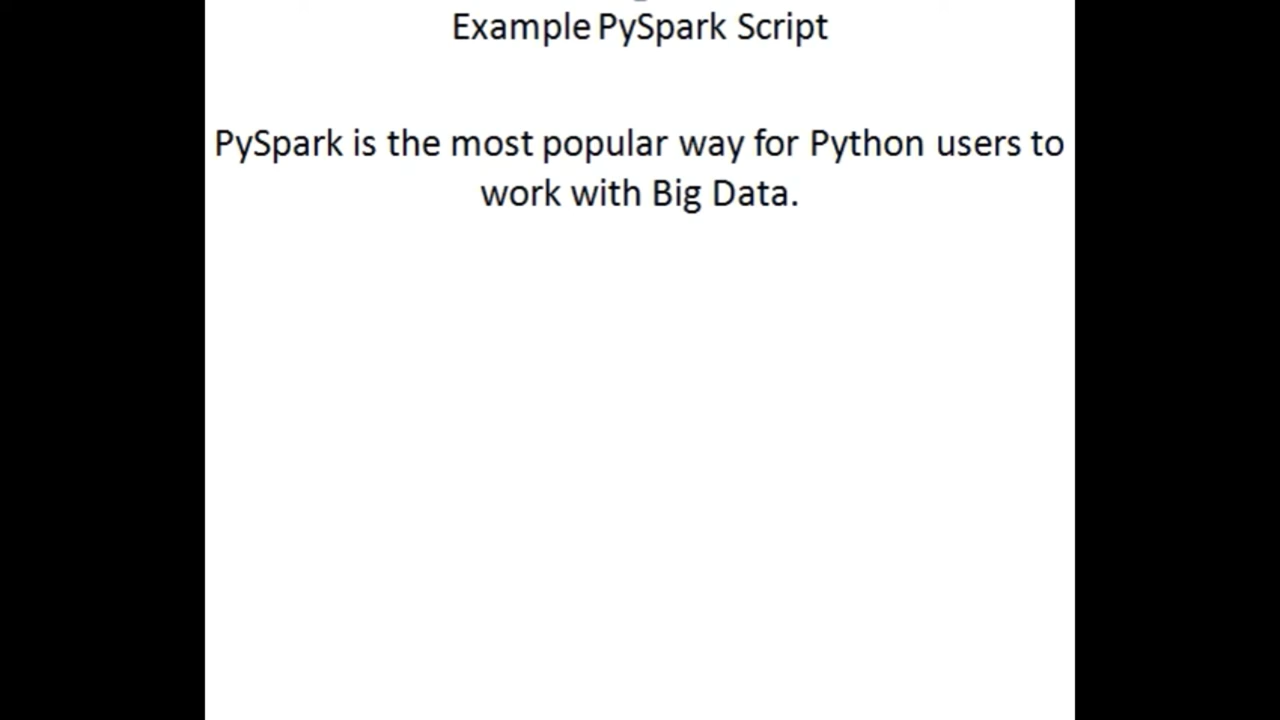 Example PySpark Script
PySpark is the most popular way for Python users to
work with Big Data.